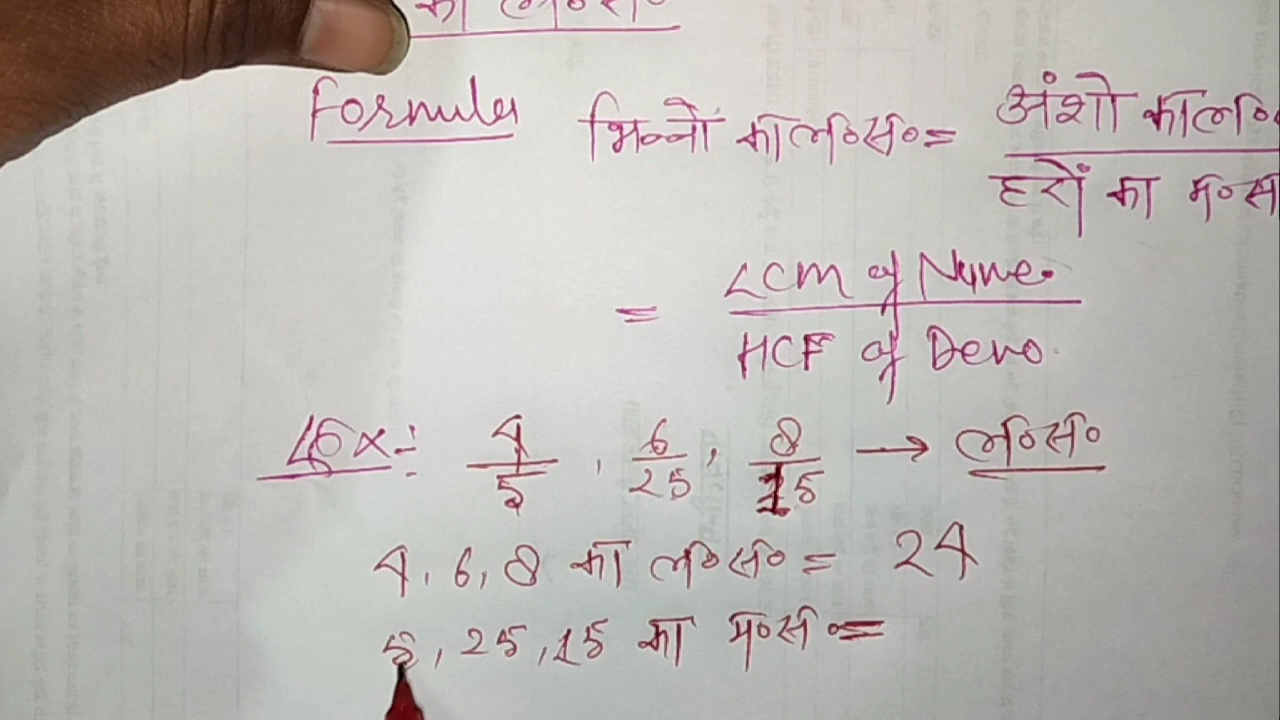 का ल०स०
Formula भिन्नों का ल०स०= अंशो का ल०
हरों का म०स
= LCM of Nume.
HCF of Deno.
Ex:- 4/5, 6/25, 8/15 → ल०स०
4, 6, 8 का ल०स० = 24
5, 25, 15 का म०स०=